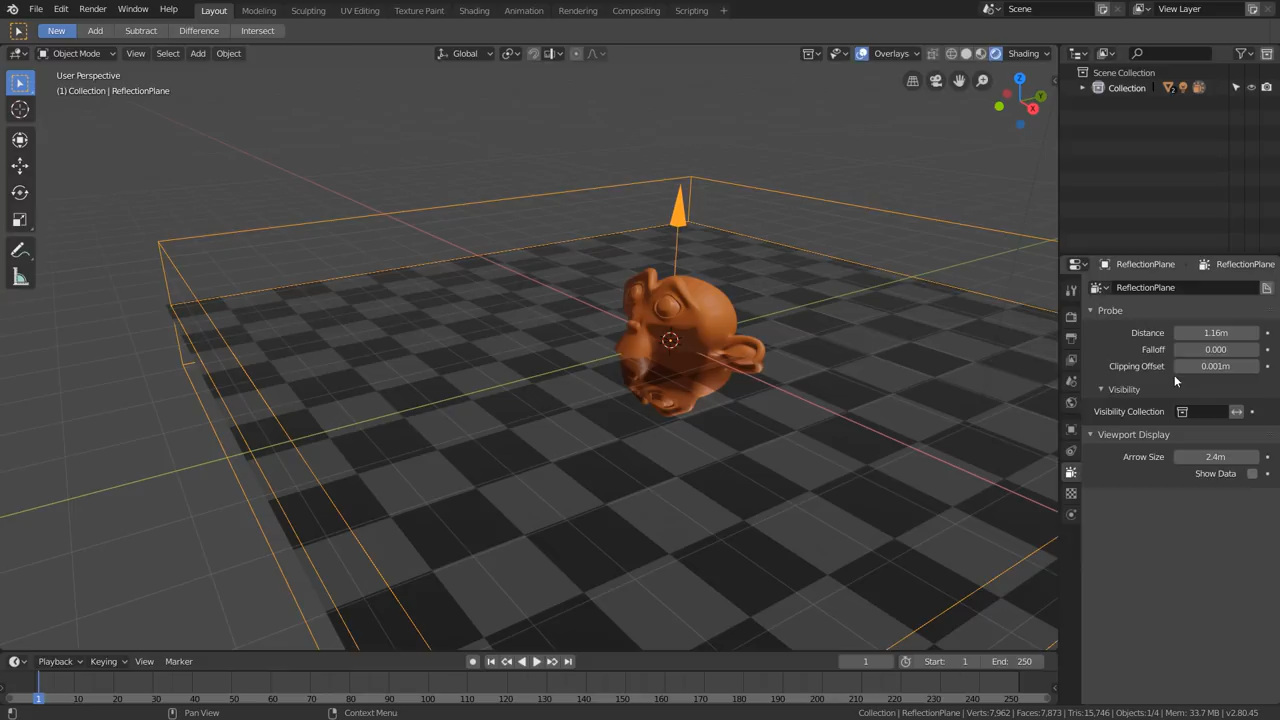 File Edit Render Window Help Layout Modeling Sculpting UV Editing Texture Paint Shading Animation Rendering Compositing Scripting + Scene View Layer
New Add Subtract Difference Intersect
Object Mode View Select Add Object Global Overlays Shading
User Perspective
(1) Collection | ReflectionPlane
Z
Y
X
Scene Collection
Collection 2
ReflectionPlane ReflectionPlane
ReflectionPlane
Probe
Distance 1.16m
Falloff 0.000
Clipping Offset 0.001m
Visibility
Visibility Collection
Viewport Display
Arrow Size 2.4m
Show Data
Playback Keying View Marker 1 Start: 1 End: 250
1 10 20 30 40 50 60 70 80 90 100 110 120 130 140 150 160 170 180 190 200 210 220 230 240 250
Pan View Context Menu Collection | ReflectionPlane | Verts:7,962 | Faces:7,873 | Tris:15,746 | Objects:1/4 | Mem: 33.7 MB | v2.80.45